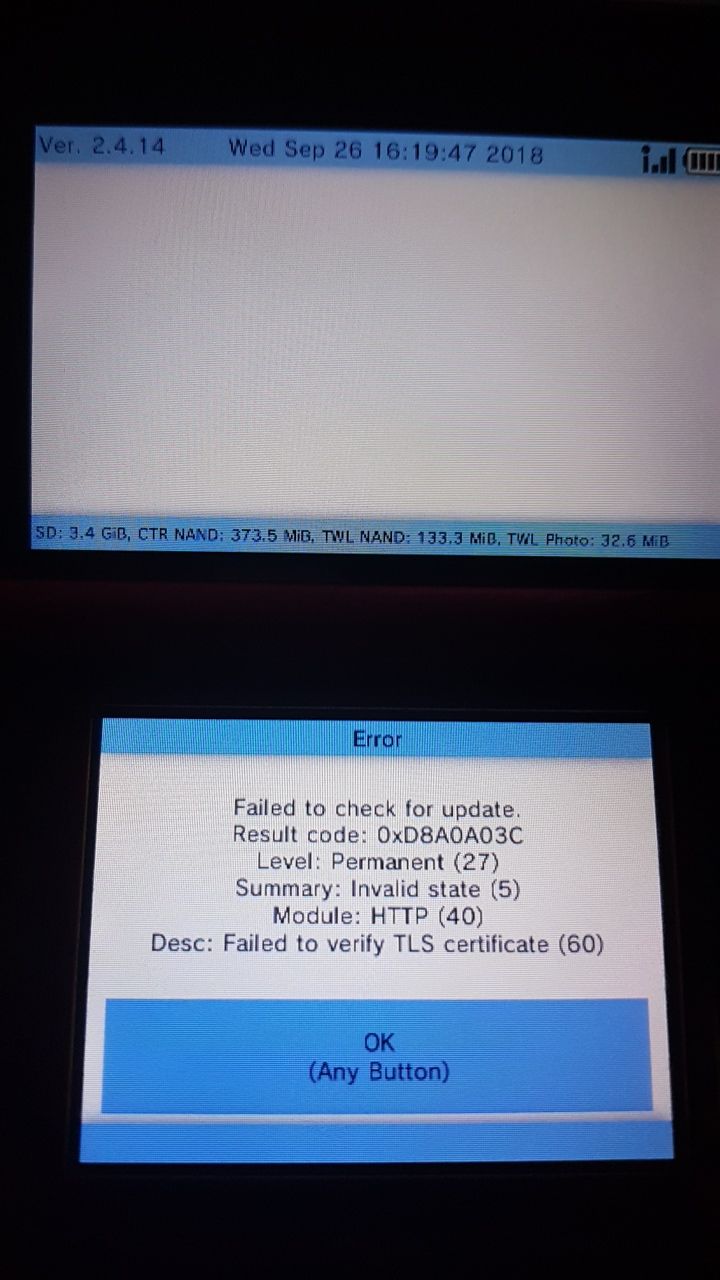 Ver. 2.4.14 Wed Sep 26 16:19:47 2018
SD: 3.4 GiB, CTR NAND: 373.5 MiB, TWL NAND: 133.3 MiB, TWL Photo: 32.6 MiB
Error
Failed to check for update.
Result code: 0xD8A0A03C
Level: Permanent (27)
Summary: Invalid state (5)
Module: HTTP (40)
Desc: Failed to verify TLS certificate (60)
OK
(Any Button)